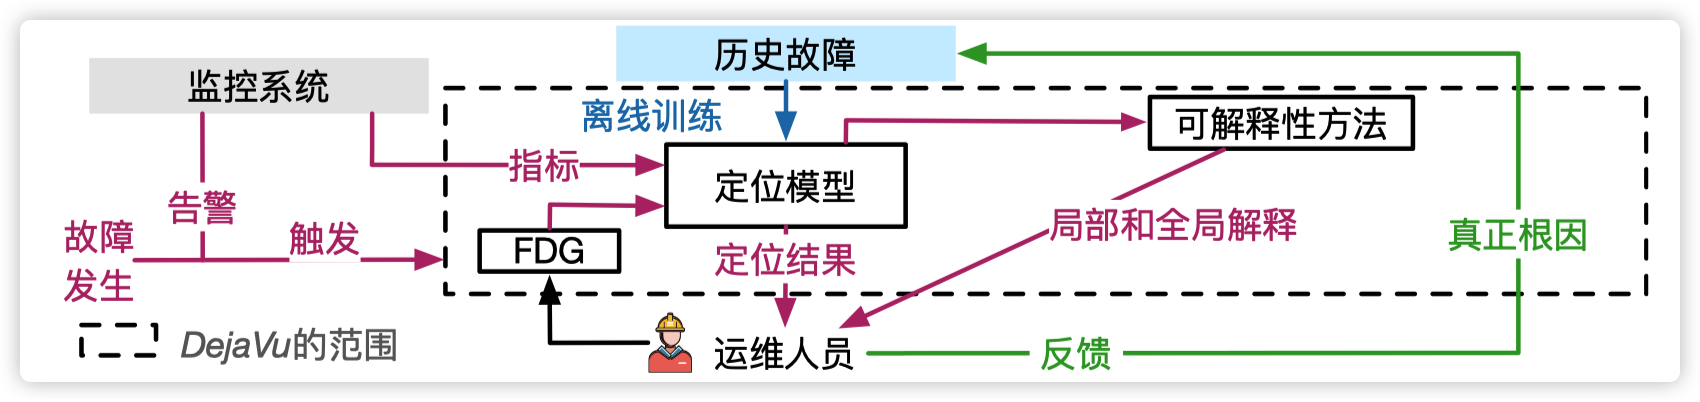 历史故障
监控系统
离线训练
可解释性方法
指标
定位模型
告警
故障
发生
触发
FDG
定位结果
局部和全局解释
真正根因
DejaVu的范围
运维人员
反馈